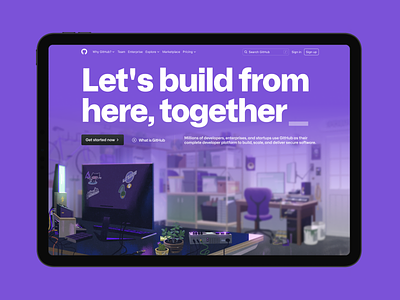 Why GitHub? Team Enterprise Explore Marketplace Pricing Search GitHub Sign in Sign up
Let's build from
here, together_
Get started now > What is GitHub
Millions of developers, enterprises, and startups use GitHub as their
complete developer platform to build, scale, and deliver secure software.